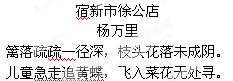 宿新市徐公店
杨万里
篱落疏疏一径深，枝头花落未成阴。
儿童急走追黄蝶，飞入菜花无处寻。